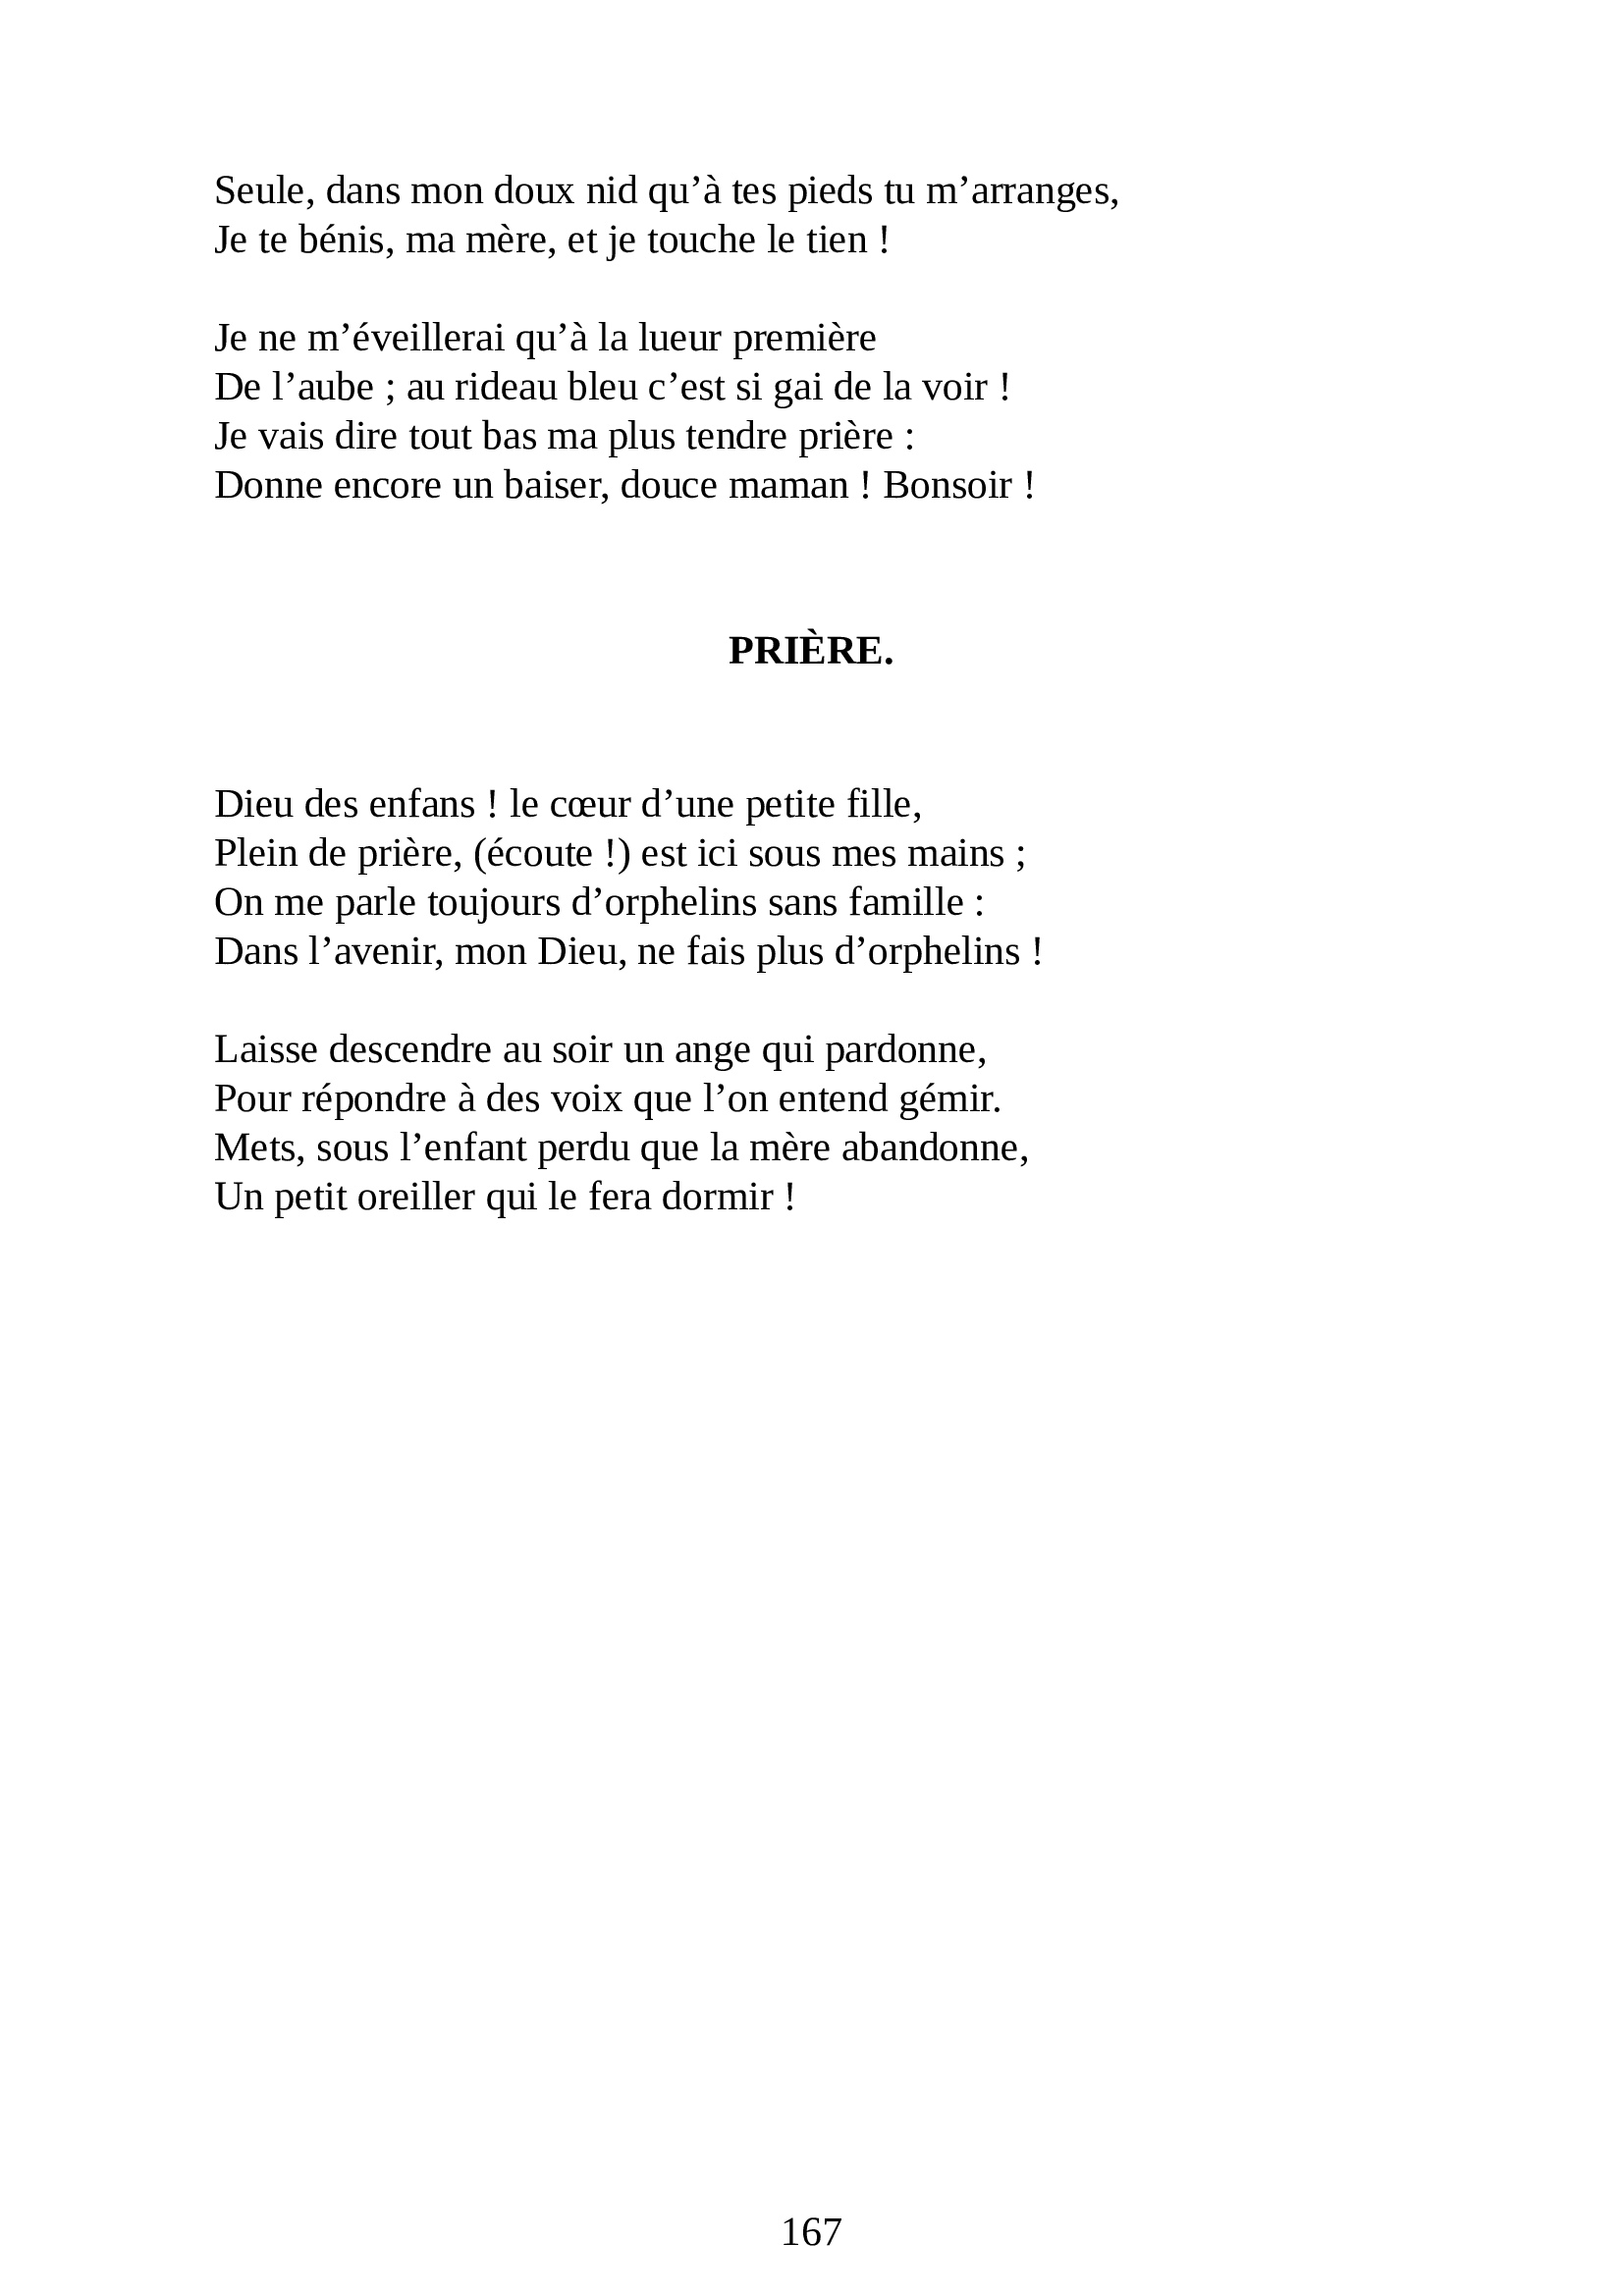 Seule, dans mon doux nid qu’à tes pieds tu m’arranges,
Je te bénis, ma mère, et je touche le tien !
Je ne m’éveillerai qu’à la lueur première
De l’aube ; au rideau bleu c’est si gai de la voir !
Je vais dire tout bas ma plus tendre prière :
Donne encore un baiser, douce maman ! Bonsoir !
PRIÈRE.
Dieu des enfans ! le cœur d’une petite fille,
Plein de prière, (écoute !) est ici sous mes mains ;
On me parle toujours d’orphelins sans famille :
Dans l’avenir, mon Dieu, ne fais plus d’orphelins !
Laisse descendre au soir un ange qui pardonne,
Pour répondre à des voix que l’on entend gémir.
Mets, sous l’enfant perdu que la mère abandonne,
Un petit oreiller qui le fera dormir !
167